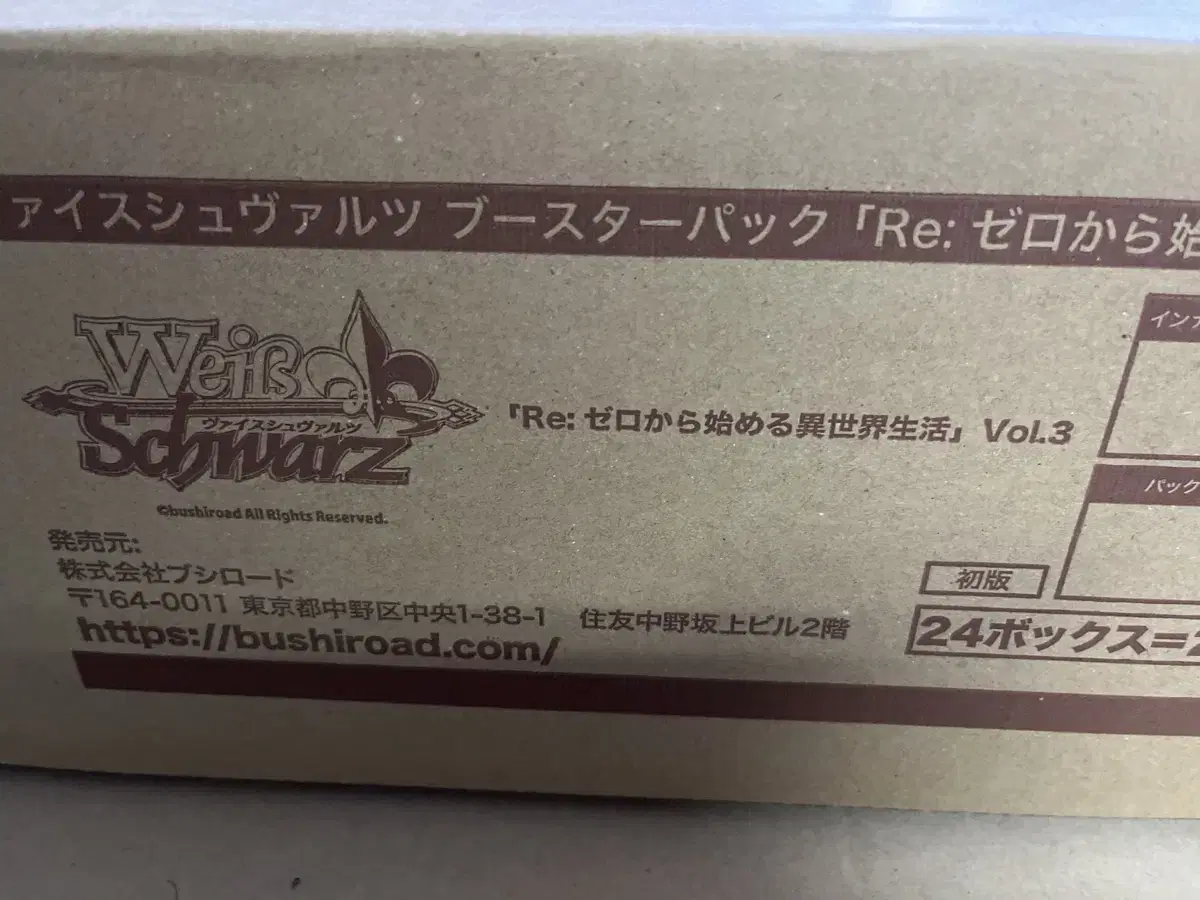 ァイスシュヴァルツ ブースターパック「Re: ゼロから始
Weiß
ヴァイスシュヴァルツ
Schwarz
©bushiroad All Rights Reserved.
「Re: ゼロから始める異世界生活」 Vol.3
発売元:
株式会社ブシロード
〒164-0011 東京都中野区中央1-38-1 住友中野坂上ビル2階
https://bushiroad.com/
イン
パック
初版
24ボックス=